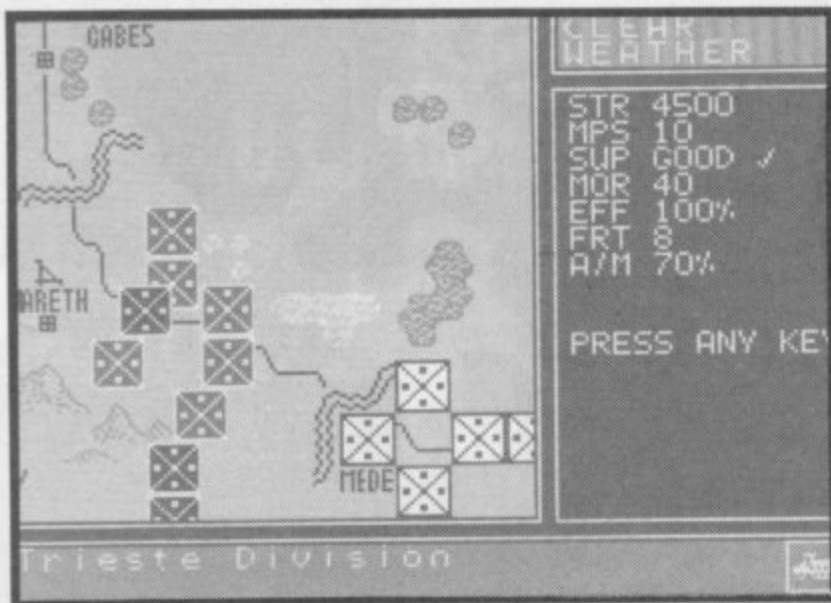 GABES
ARETH
MEDE
CLEAR
WEATHER
STR 4500
MPS 10
SUP GOOD ✓
MOR 40
EFF 100%
FRT 8
A/M 70%
PRESS ANY KEY
Trieste Division